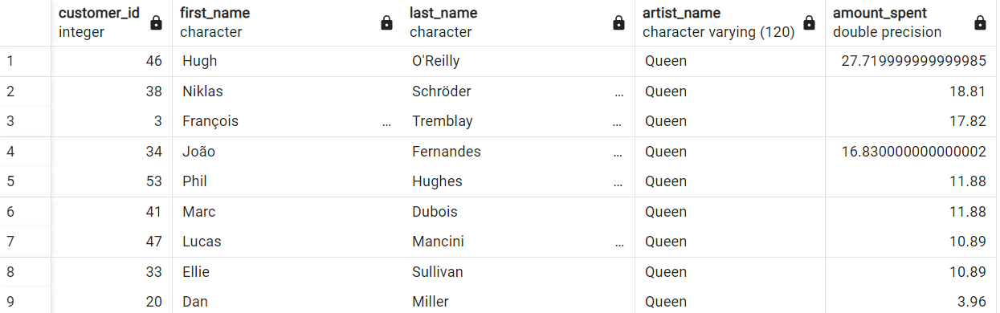 customer_id first_name last_name artist_name amount_spent
integer character character character varying (120) double precision
1 46 Hugh O'Reilly Queen 27.719999999999985
2 38 Niklas Schröder … Queen 18.81
3 3 François … Tremblay … Queen 17.82
4 34 João Fernandes … Queen 16.830000000000002
5 53 Phil Hughes … Queen 11.88
6 41 Marc Dubois Queen 11.88
7 47 Lucas Mancini … Queen 10.89
8 33 Ellie Sullivan Queen 10.89
9 20 Dan Miller Queen 3.96